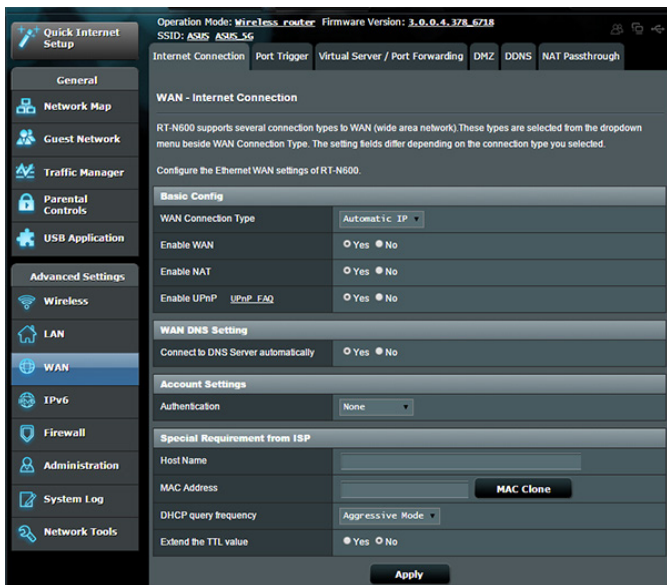 Quick Internet
Setup
General
Network Map
Guest Network
Traffic Manager
Parental
Controls
USB Application
Advanced Settings
Wireless
LAN
WAN
IPv6
Firewall
Administration
System Log
Network Tools
Operation Mode: Wireless router Firmware Version: 3.0.0.4.378_6718
SSID: ASUS ASUS_5G
Internet Connection Port Trigger Virtual Server / Port Forwarding DMZ DDNS NAT Passthrough
WAN - Internet Connection
RT-N600 supports several connection types to WAN (wide area network).These types are selected from the dropdown
menu beside WAN Connection Type. The setting fields differ depending on the connection type you selected.
Configure the Ethernet WAN settings of RT-N600.
Basic Config
WAN Connection Type Automatic IP
Enable WAN Yes No
Enable NAT Yes No
Enable UPnP UPnP FAQ Yes No
WAN DNS Setting
Connect to DNS Server automatically Yes No
Account Settings
Authentication None
Special Requirement from ISP
Host Name
MAC Address MAC Clone
DHCP query frequency Aggressive Mode
Extend the TTL value Yes No
Apply